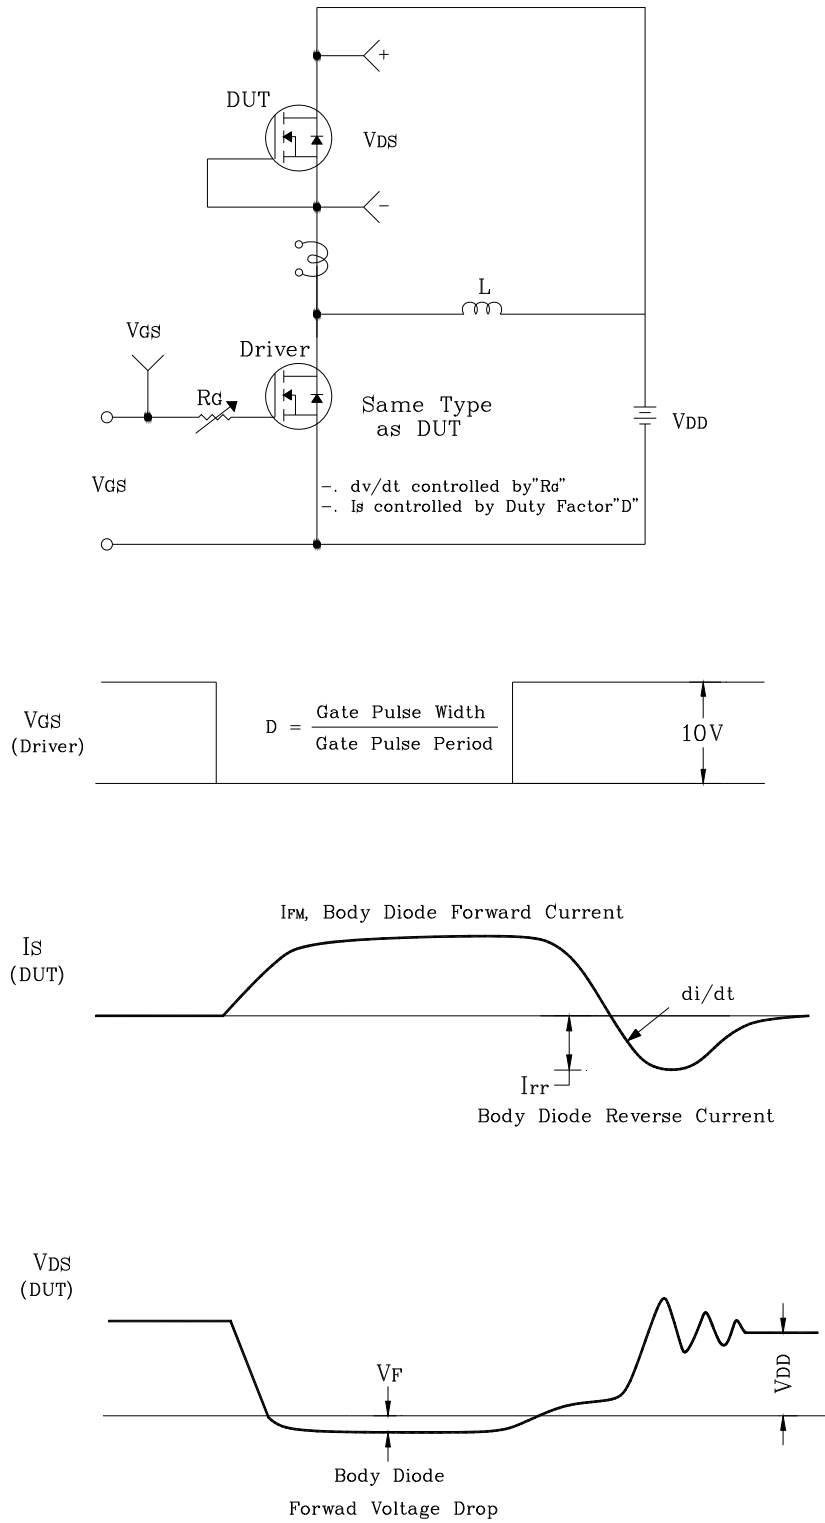 +
DUT
VDS
−
L
VGS
Driver
RG
Same Type
as DUT
VDD
VGS
−. dv/dt controlled by"RG"
−. Is controlled by Duty Factor"D"
VGS
(Driver)
D = Gate Pulse Width
Gate Pulse Period
10V
IFM, Body Diode Forward Current
IS
(DUT)
di/dt
Irr
Body Diode Reverse Current
VDS
(DUT)
VF
VDD
Body Diode
Forwad Voltage Drop